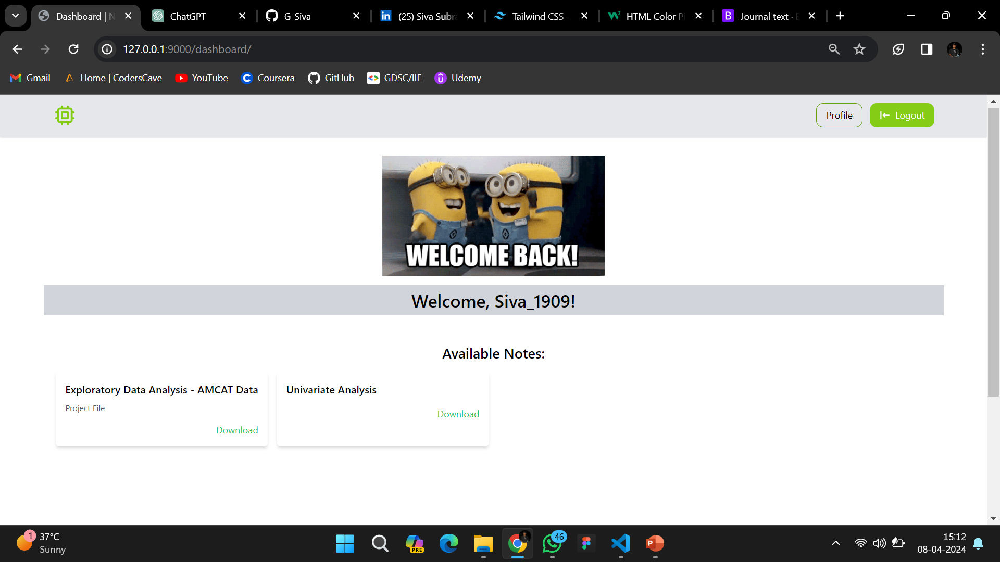 Dashboard | N
ChatGPT
G-Siva
(25) Siva Subra
Tailwind CSS -
HTML Color Pi
Journal text ·
127.0.0.1:9000/dashboard/
Gmail
Home | CodersCave
YouTube
Coursera
GitHub
GDSC/IIE
Udemy
Profile
Logout
WELCOME BACK!
Welcome, Siva_1909!
Available Notes:
Exploratory Data Analysis - AMCAT Data
Project File
Download
Univariate Analysis
Download
1
37°C
Sunny
PRE
46
15:12
08-04-2024